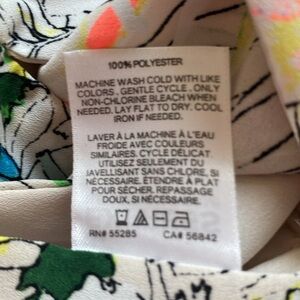 100% POLYESTER
MACHINE WASH COLD WITH LIKE
COLORS . GENTLE CYCLE . ONLY
NON-CHLORINE BLEACH WHEN
NEEDED. LAY FLAT TO DRY. COOL
IRON IF NEEDED.
LAVER À LA MACHINE À L'EAU
FROIDE AVEC COULEURS
SIMILAIRES. CYCLE DÉLICAT.
UTILISEZ SEULEMENT DU
JAVELLISANT SANS CHLORE, SI
NÉCESSAIRE. ÉTENDRE À PLAT
POUR SÉCHER. REPASSAGE
DOUX, SI NÉCESSAIRE.
RN# 55285 CA# 56842